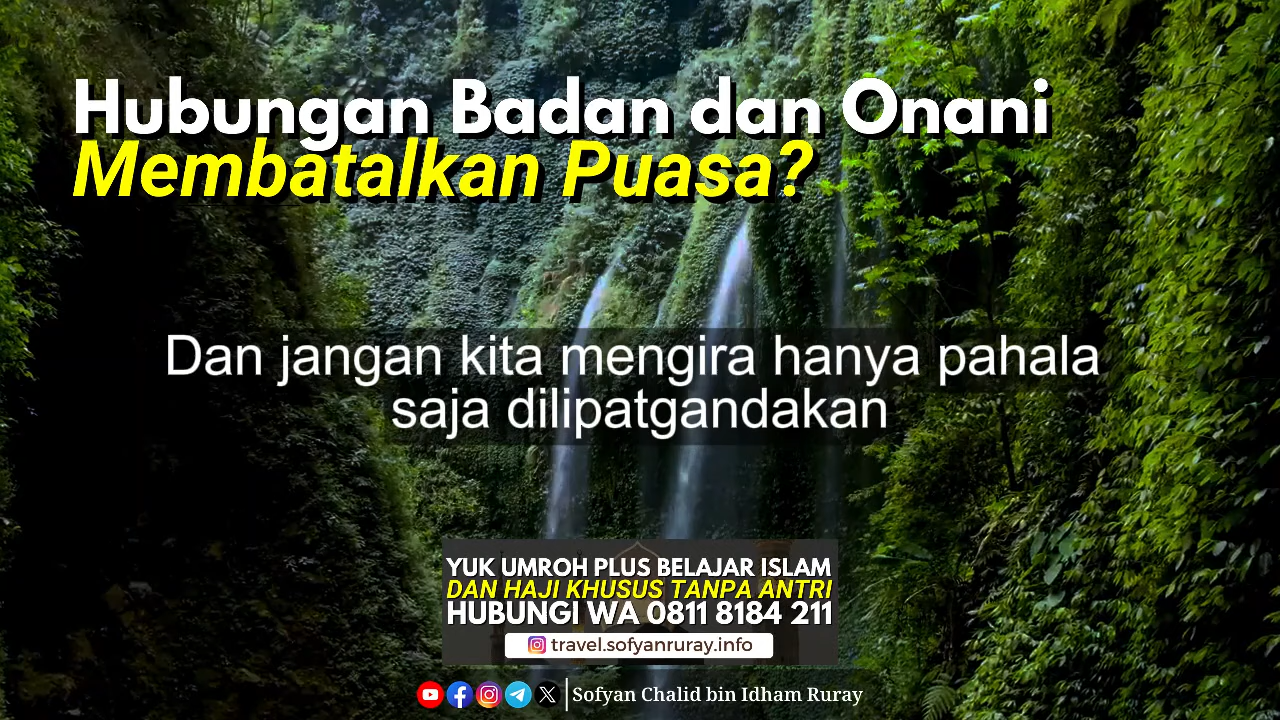 Hubungan Badan dan Onani
Membatalkan Puasa?
Dan jangan kita mengira hanya pahala
saja dilipatgandakan
YUK UMROH PLUS BELAJAR ISLAM
DAN HAJI KHUSUS TANPA ANTRI
HUBUNGI WA 0811 8184 211
travel.sofyanruray.info
Sofyan Chalid bin Idham Ruray